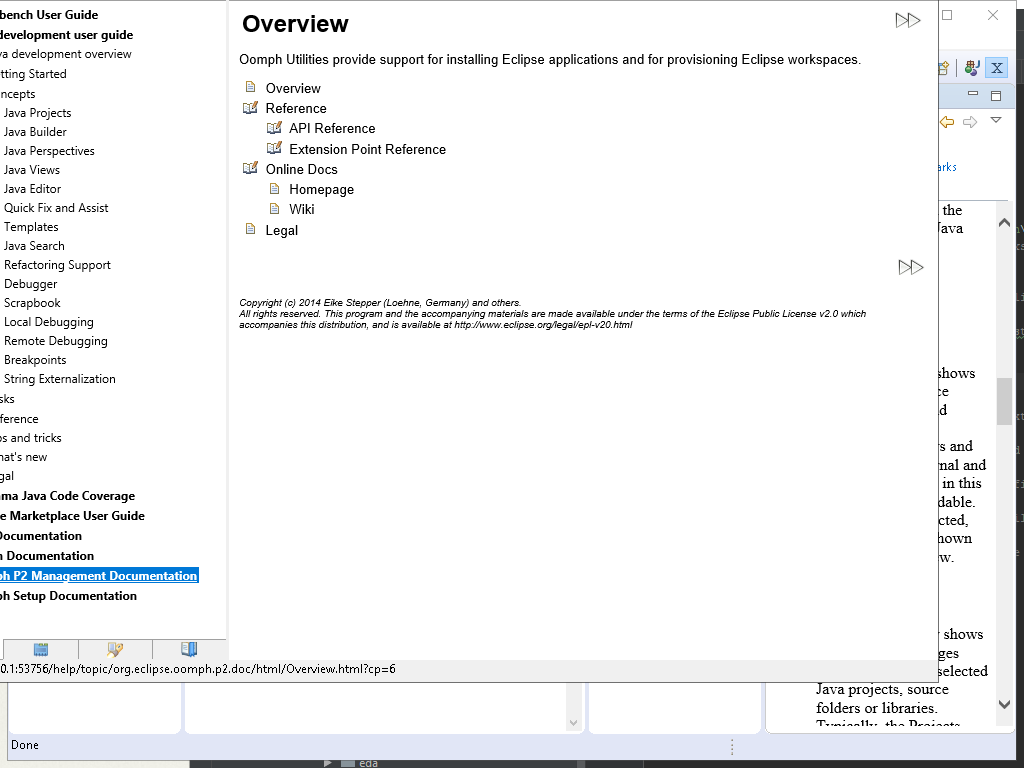 bench User Guide
development user guide
va development overview
tting Started
ncepts
Java Projects
Java Builder
Java Perspectives
Java Views
Java Editor
Quick Fix and Assist
Templates
Java Search
Refactoring Support
Debugger
Scrapbook
Local Debugging
Remote Debugging
Breakpoints
String Externalization
sks
ference
ps and tricks
hat's new
gal
ma Java Code Coverage
e Marketplace User Guide
Documentation
h Documentation
ph P2 Management Documentation
ph Setup Documentation
0.1:53756/help/topic/org.eclipse.oomph.p2.doc/html/Overview.html?cp=6
Overview
Oomph Utilities provide support for installing Eclipse applications and for provisioning Eclipse workspaces.
Overview
Reference
API Reference
Extension Point Reference
Online Docs
Homepage
Wiki
Legal
Copyright (c) 2014 Eike Stepper (Loehne, Germany) and others.
All rights reserved. This program and the accompanying materials are made available under the terms of the Eclipse Public License v2.0 which
accompanies this distribution, and is available at http://www.eclipse.org/legal/epl-v20.html
X
arks
the
Java
shows
ce
d
s and
nal and
in this
dable.
cted,
hown
w.
shows
ges
selected
Java projects, source
folders or libraries.
Typically, the Projects
Done
eda